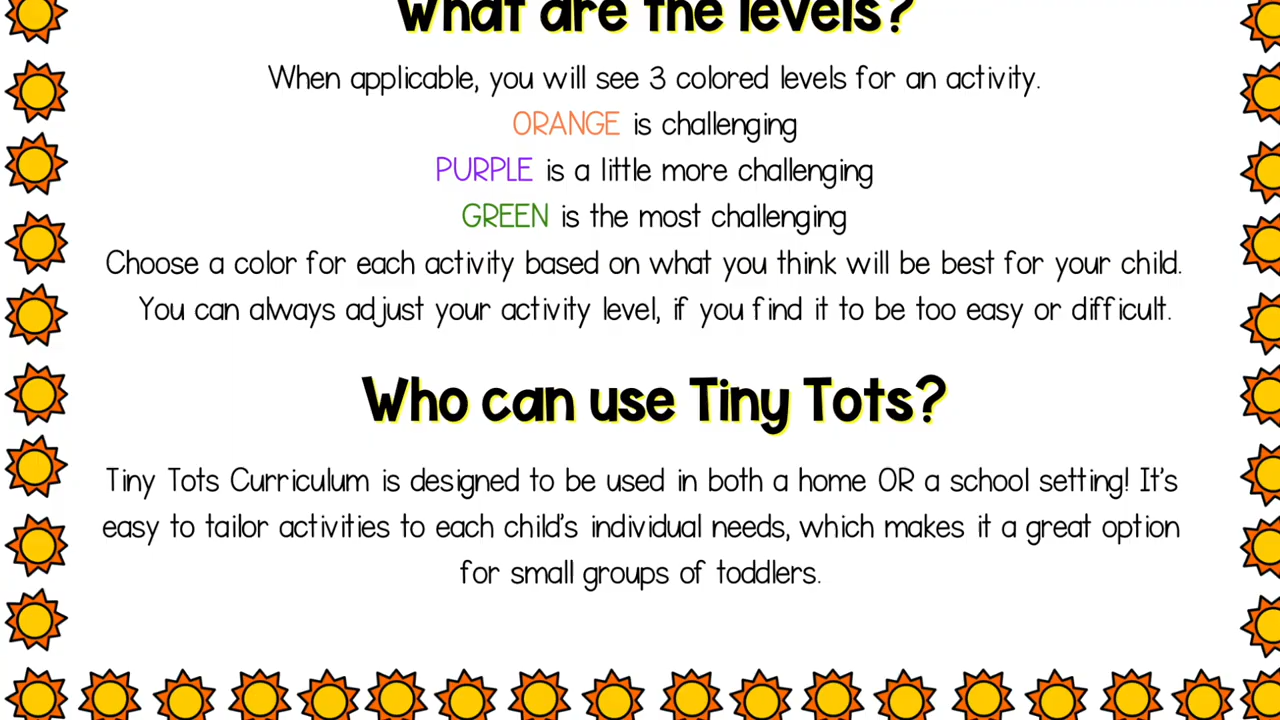 What are the levels?
When applicable, you will see 3 colored levels for an activity.
ORANGE is challenging
PURPLE is a little more challenging
GREEN is the most challenging
Choose a color for each activity based on what you think will be best for your child.
You can always adjust your activity level, if you find it to be too easy or difficult.
Who can use Tiny Tots?
Tiny Tots Curriculum is designed to be used in both a home OR a school setting! It's
easy to tailor activities to each child's individual needs, which makes it a great option
for small groups of toddlers.